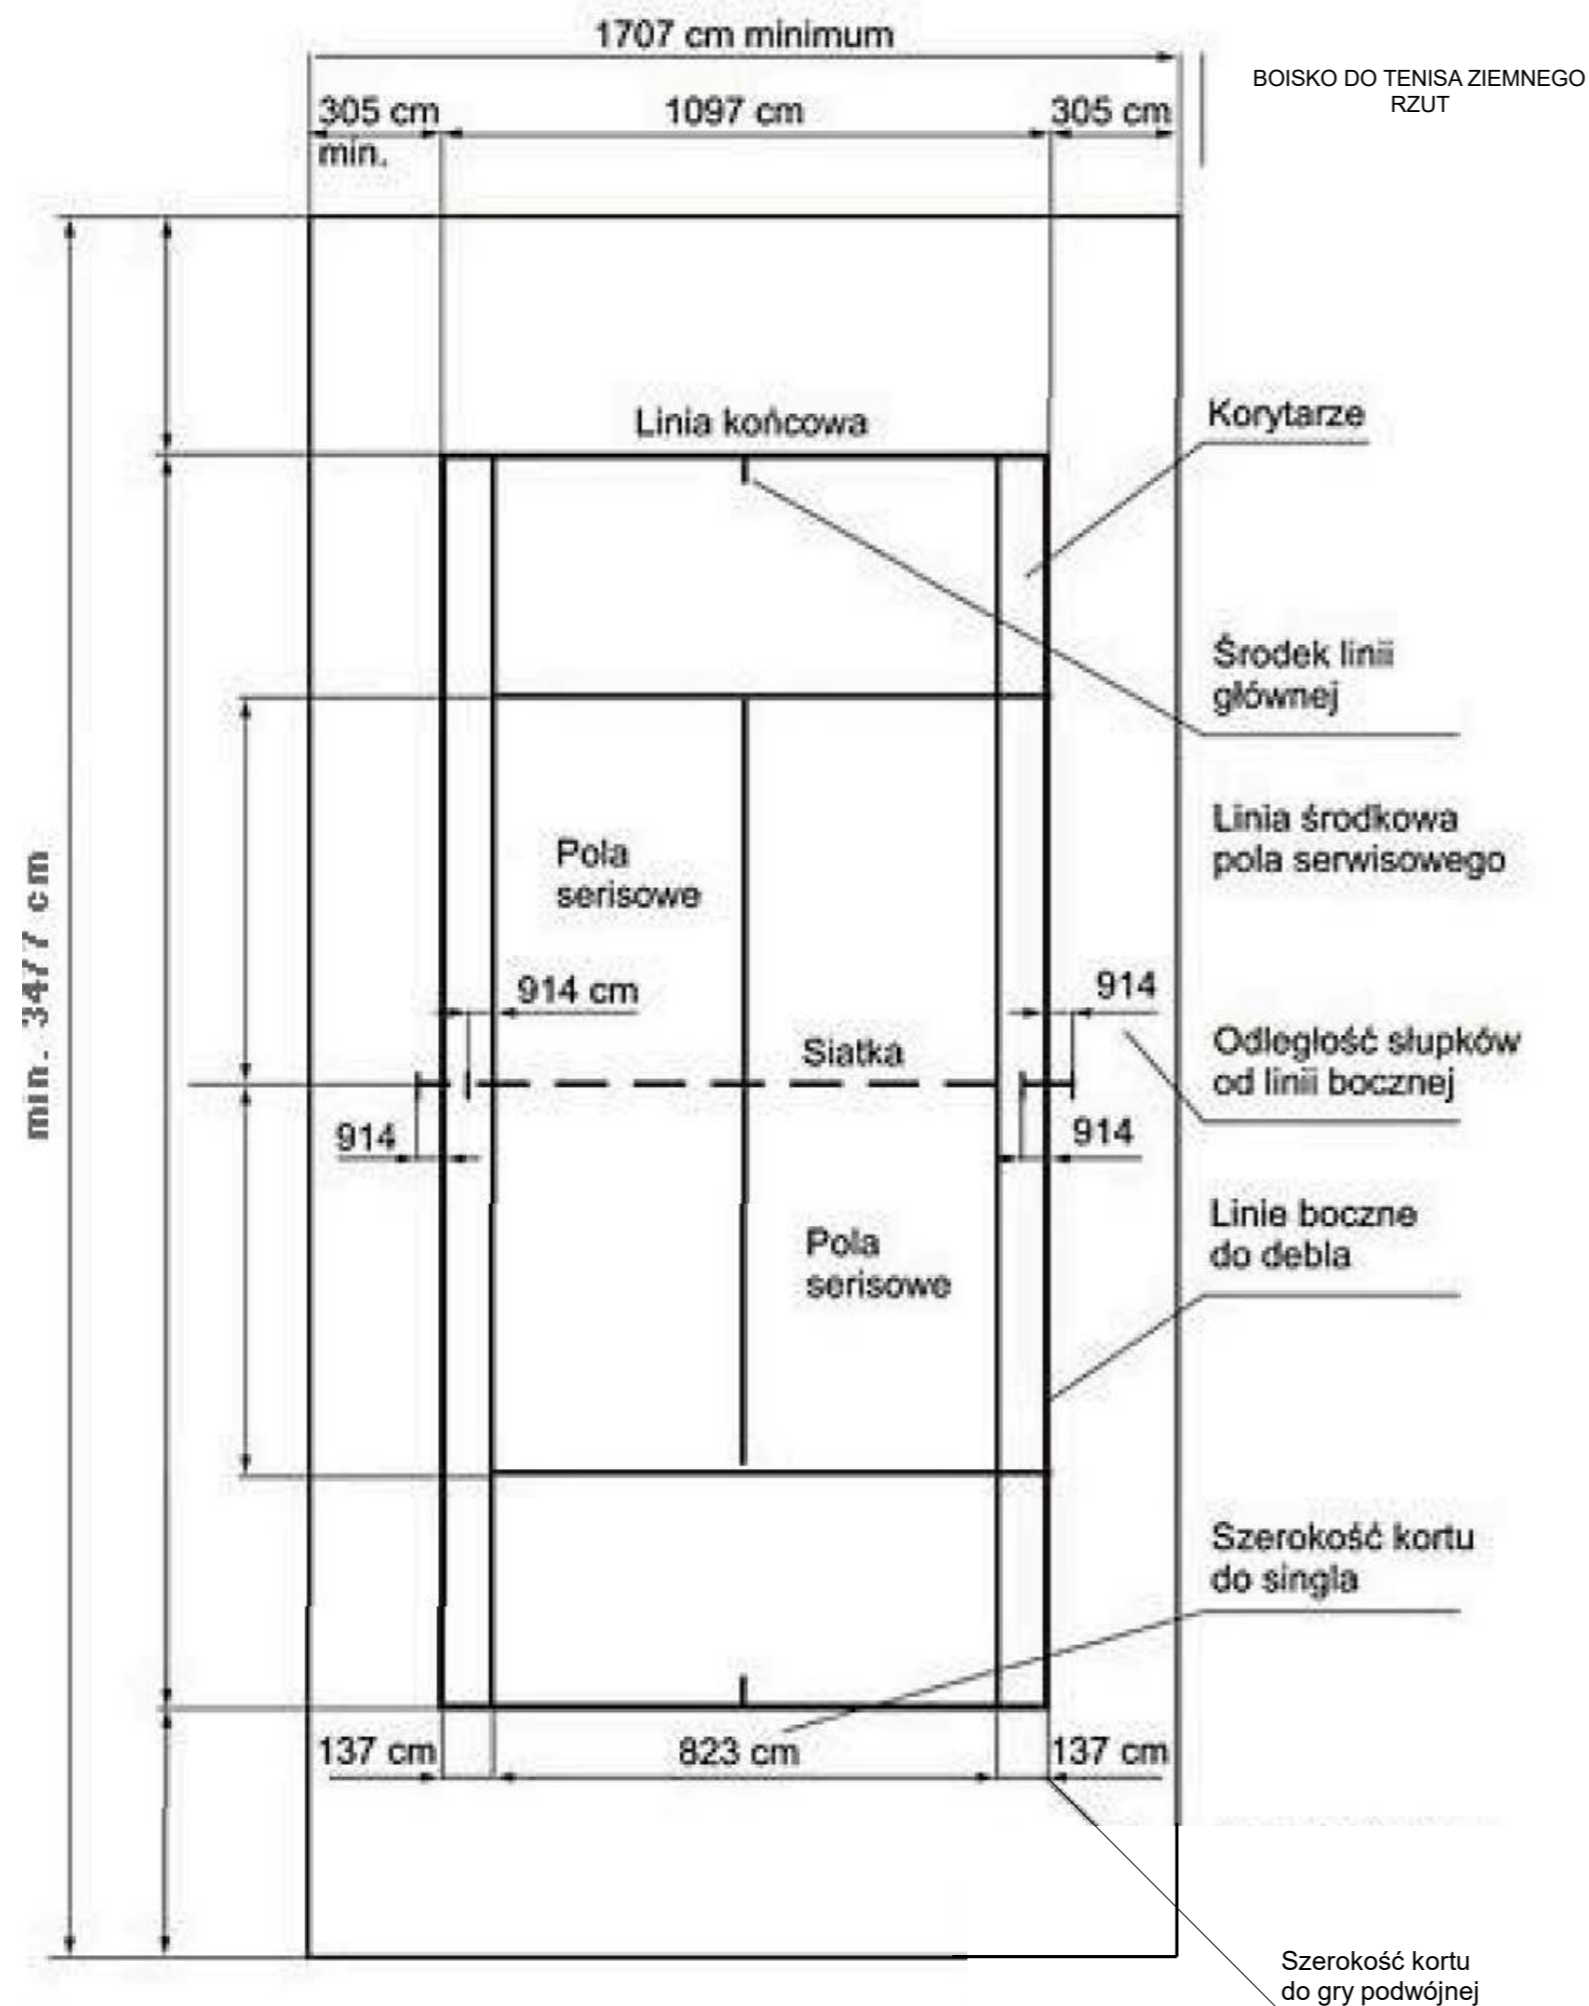 1707 cm minimum
BOISKO DO TENISA ZIEMNEGO
RZUT
305 cm
min.
1097 cm
305 cm
Linia końcowa
Korytarze
Środek linii
głównej
Linia środkowa
pola serwisowego
Pola
serisowe
min. 3477 cm
914 cm
914
Siatka
Odległość słupków
od linii bocznej
914
914
Linie boczne
do debla
Pola
serisowe
Szerokość kortu
do singla
137 cm
823 cm
137 cm
Szerokość kortu
do gry podwójnej